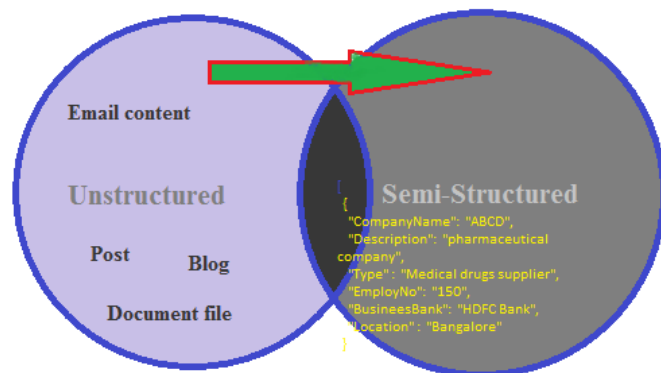 Email content
Unstructured
Semi-Structured
Post
Blog
Document file
[
{
"CompanyName": "ABCD",
"Description": "pharmaceutical
company",
"Type": "Medical drugs supplier",
"EmployNo": "150",
"BusineesBank": "HDFC Bank",
"Location": "Bangalore"
}